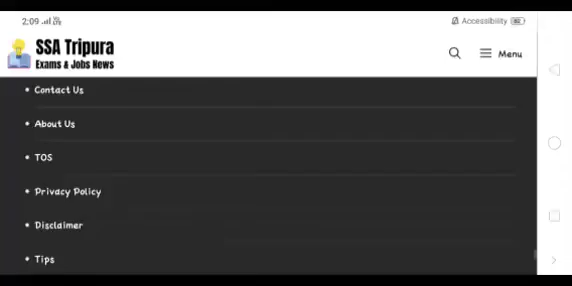 2:09
Accessibility
SSA Tripura
Exams & Jobs News
Menu
• Contact Us
• About Us
• TOS
• Privacy Policy
• Disclaimer
• Tips